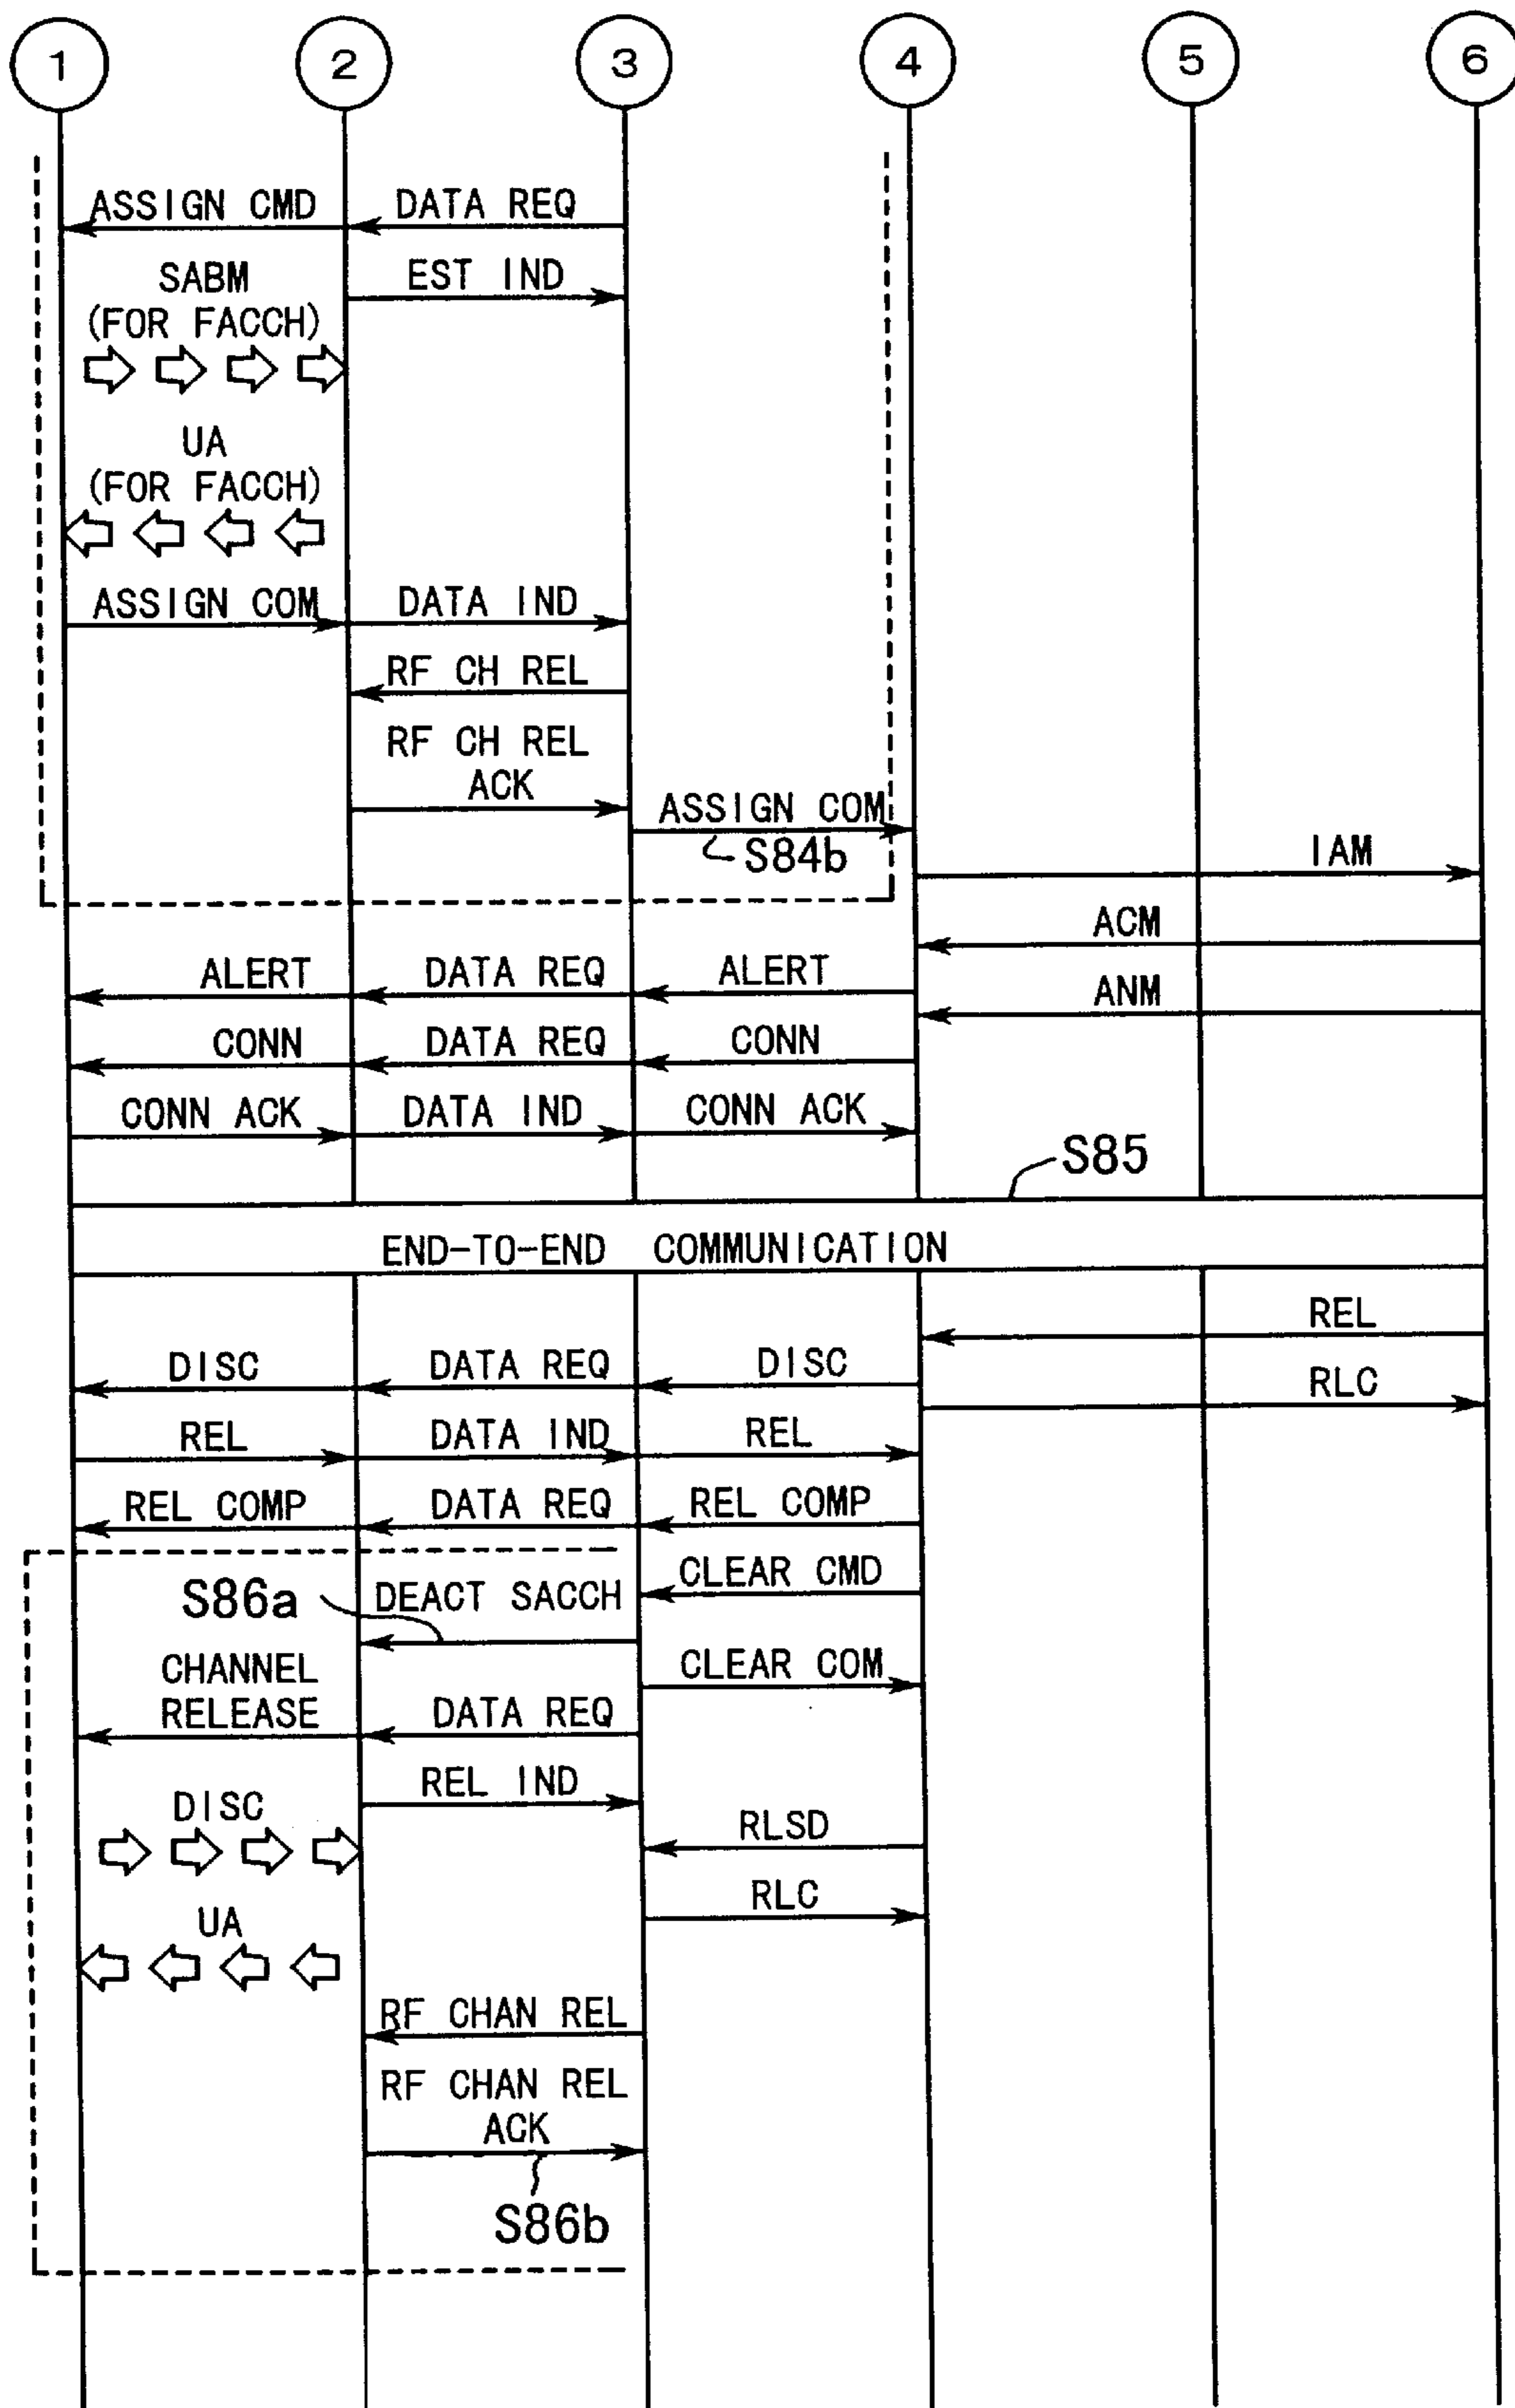 1 2 3 4 5 6
ASSIGN CMD DATA REQ
SABM EST IND
(FOR FACCH)
UA
(FOR FACCH)
ASSIGN COM DATA IND
RF CH REL
RF CH REL
ACK
ASSIGN COM
S84b
IAM
ACM
ALERT DATA REQ ALERT
ANM
CONN DATA REQ CONN
CONN ACK DATA IND CONN ACK
S85
END-TO-END COMMUNICATION
REL
DISC DATA REQ DISC
RLC
REL DATA IND REL
REL COMP DATA REQ REL COMP
CLEAR CMD
S86a DEACT SACCH
CLEAR COM
CHANNEL
RELEASE DATA REQ
REL IND
DISC
RLSD
RLC
UA
RF CHAN REL
RF CHAN REL
ACK
S86b